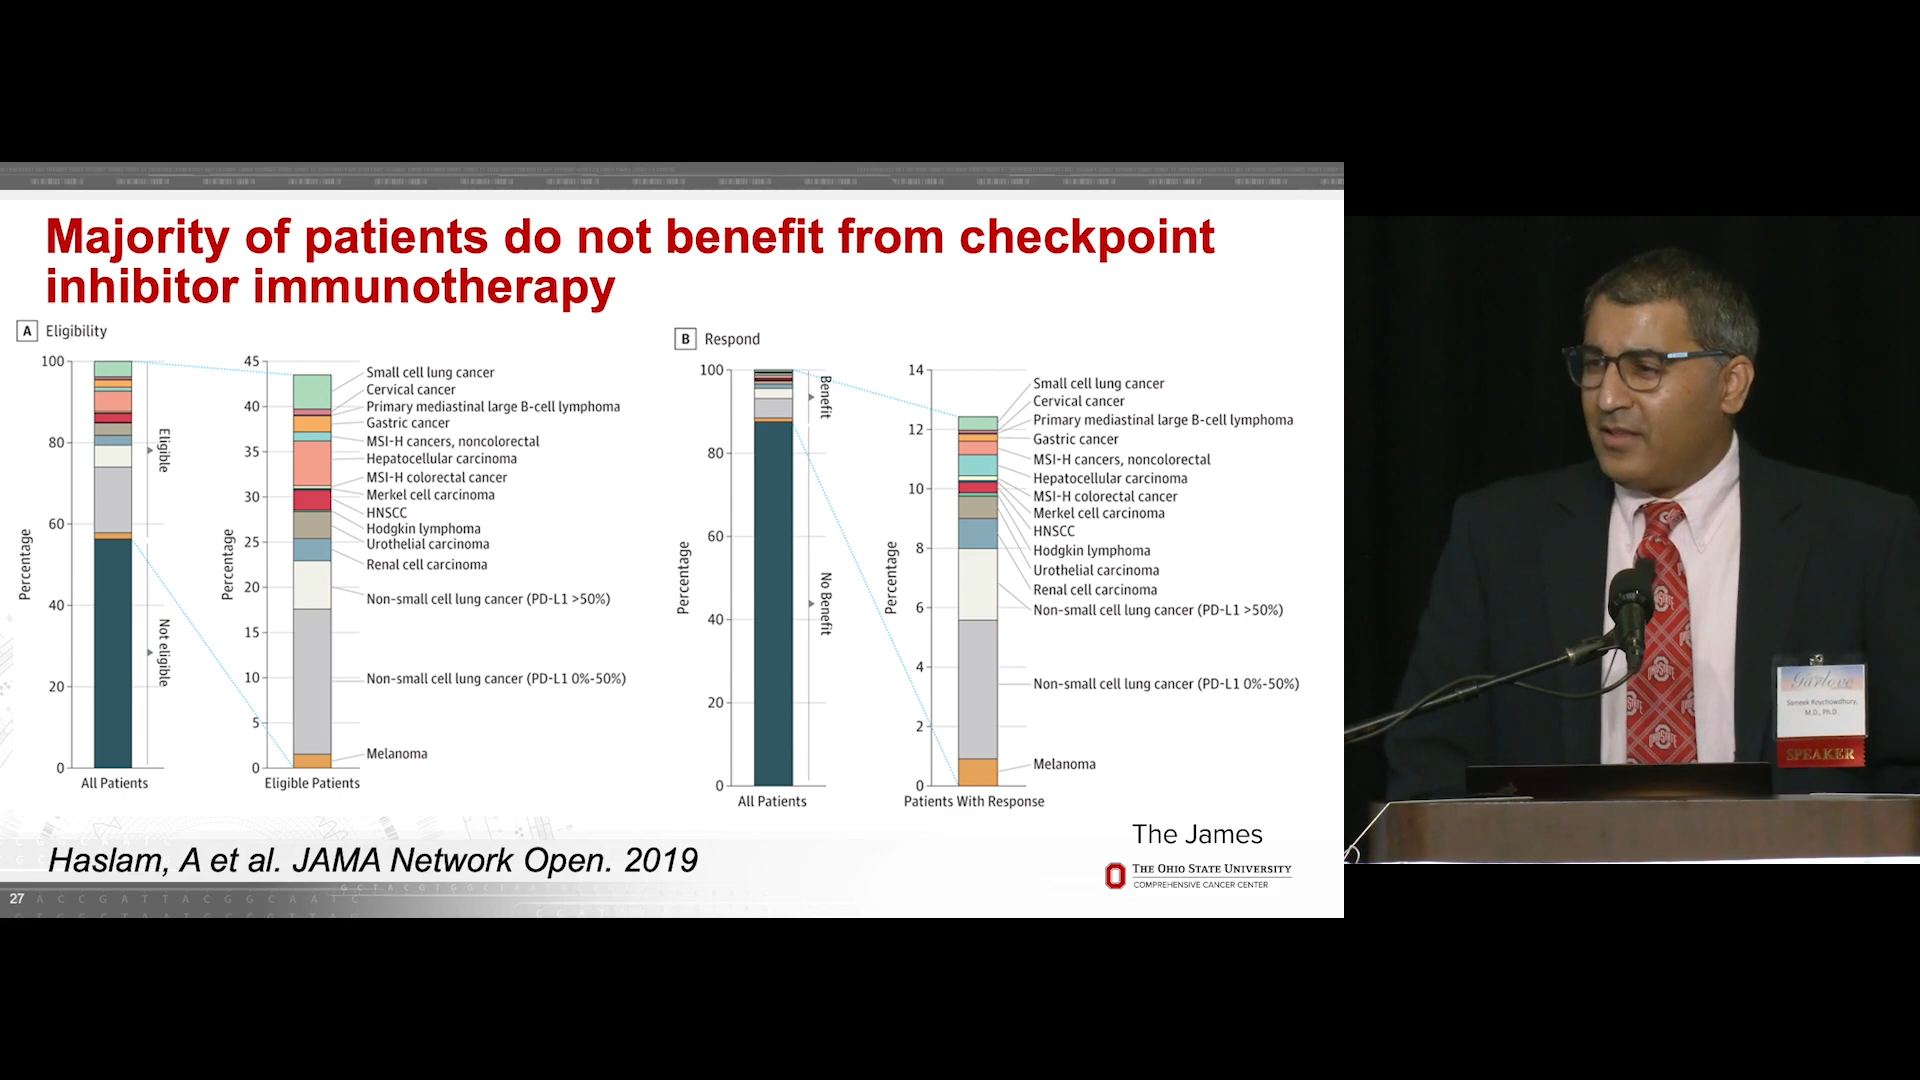 Majority of patients do not benefit from checkpoint
inhibitor immunotherapy
A Eligibility
100
80
60
40
20
0
Percentage
Eligible
Not eligible
All Patients
45
40
35
30
25
20
15
10
5
0
Percentage
Small cell lung cancer
Cervical cancer
Primary mediastinal large B-cell lymphoma
Gastric cancer
MSI-H cancers, noncolorectal
Hepatocellular carcinoma
MSI-H colorectal cancer
Merkel cell carcinoma
HNSCC
Hodgkin lymphoma
Urothelial carcinoma
Renal cell carcinoma
Non-small cell lung cancer (PD-L1 >50%)
Non-small cell lung cancer (PD-L1 0%-50%)
Melanoma
Eligible Patients
B Respond
100
80
60
40
20
0
Percentage
Benefit
No Benefit
All Patients
14
12
10
8
6
4
2
0
Percentage
Small cell lung cancer
Cervical cancer
Primary mediastinal large B-cell lymphoma
Gastric cancer
MSI-H cancers, noncolorectal
Hepatocellular carcinoma
MSI-H colorectal cancer
Merkel cell carcinoma
HNSCC
Hodgkin lymphoma
Urothelial carcinoma
Renal cell carcinoma
Non-small cell lung cancer (PD-L1 >50%)
Non-small cell lung cancer (PD-L1 0%-50%)
Melanoma
Patients With Response
Haslam, A et al. JAMA Network Open. 2019
The James
THE OHIO STATE UNIVERSITY
COMPREHENSIVE CANCER CENTER
27
A C C G A T T A C G G C A A T C
Garlove
Sameek Roychowdhury,
M.D., Ph.D.
SPEAKER